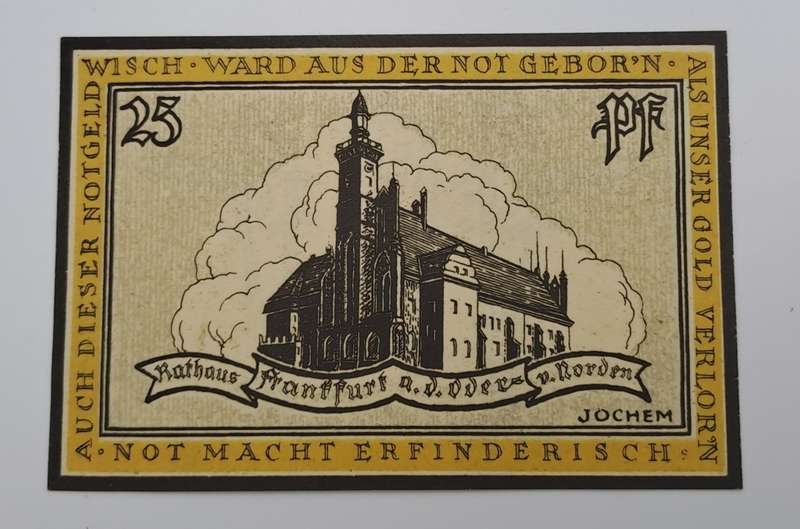 AUCH DIESER NOTGELD
WISCH · WARD AUS DER NOT GEBOR'N ·
ALS UNSER GOLD VERLOR'N
· NOT MACHT ERFINDERISCH :
25 Pf
Rathaus Frankfurt a.d.Oder v.Norden
JOCHEM